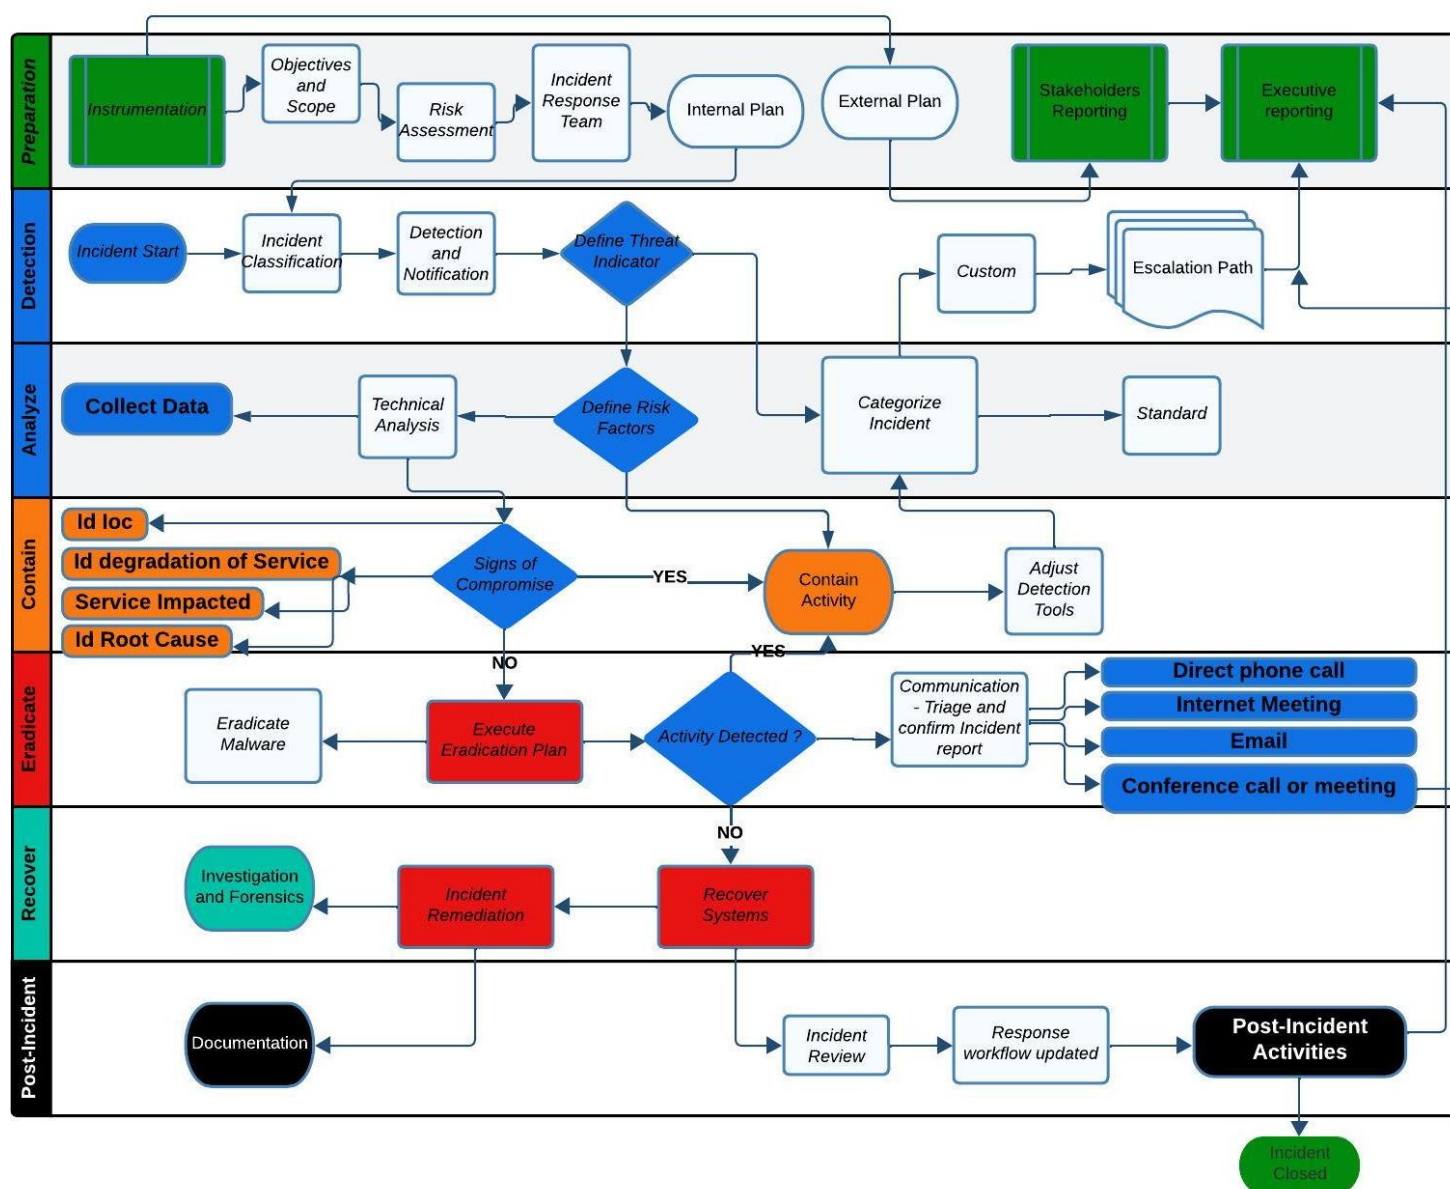 Preparation
Instrumentation
Objectives
and
Scope
Risk
Assessment
Incident
Response
Team
Internal Plan
External Plan
Stakeholders
Reporting
Executive
reporting
Detection
Incident Start
Incident
Classification
Detection
and
Notification
Define Threat
Indicator
Custom
Escalation Path
Analyze
Collect Data
Technical
Analysis
Define Risk
Factors
Categorize
Incident
Standard
Contain
Id Ioc
Id degradation of Service
Service Impacted
Id Root Cause
Signs of
Compromise
YES
Contain
Activity
Adjust
Detection
Tools
NO
YES
Eradicate
Eradicate
Malware
Execute
Eradication Plan
Activity Detected ?
Communication
- Triage and
confirm Incident
report
Direct phone call
Internet Meeting
Email
Conference call or meeting
NO
Recover
Investigation
and Forensics
Incident
Remediation
Recover
Systems
Post-Incident
Documentation
Incident
Review
Response
workflow updated
Post-Incident
Activities
Incident
Closed